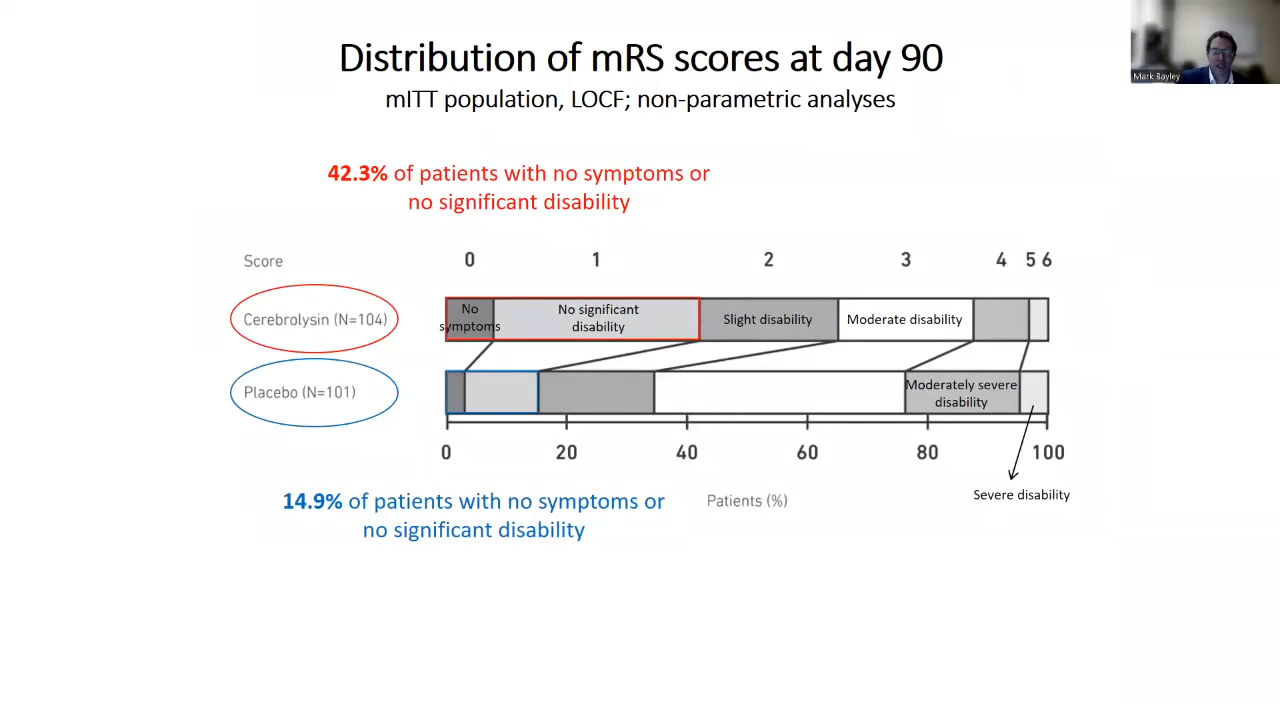 Distribution of mRS scores at day 90
mITT population, LOCF; non-parametric analyses
Mark Bayley
42.3% of patients with no symptoms or
no significant disability
Score 0 1 2 3 4 5 6
Cerebrolysin (N=104)
No
symptoms
No significant
disability
Slight disability
Moderate disability
Placebo (N=101)
Moderately severe
disability
0 20 40 60 80 100
Severe disability
14.9% of patients with no symptoms or
no significant disability
Patients (%)